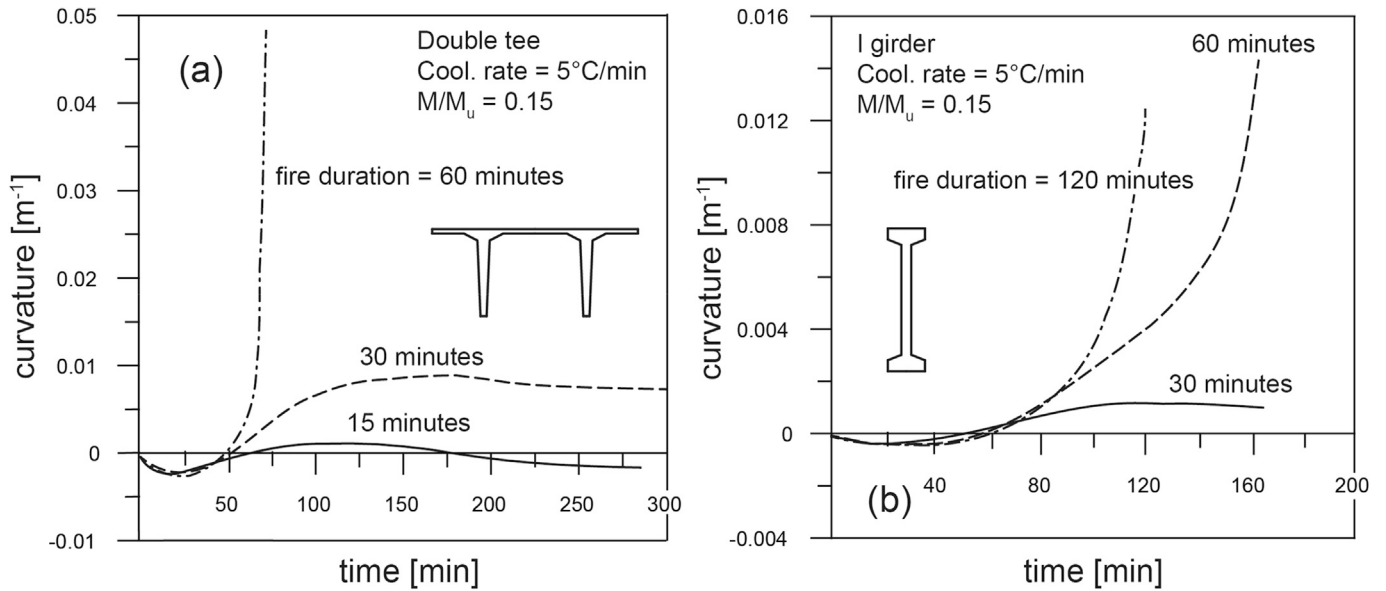 0.05
0.04
0.03
0.02
0.01
0
-0.01
curvature [m⁻¹]
(a)
Double tee
Cool. rate = 5°C/min
M/Mᵤ = 0.15
fire duration = 60 minutes
30 minutes
15 minutes
50
100
150
200
250
300
time [min]
0.016
0.012
0.008
0.004
0
-0.004
curvature [m⁻¹]
I girder
Cool. rate = 5°C/min
M/Mᵤ = 0.15
60 minutes
fire duration = 120 minutes
30 minutes
(b)
40
80
120
160
200
time [min]